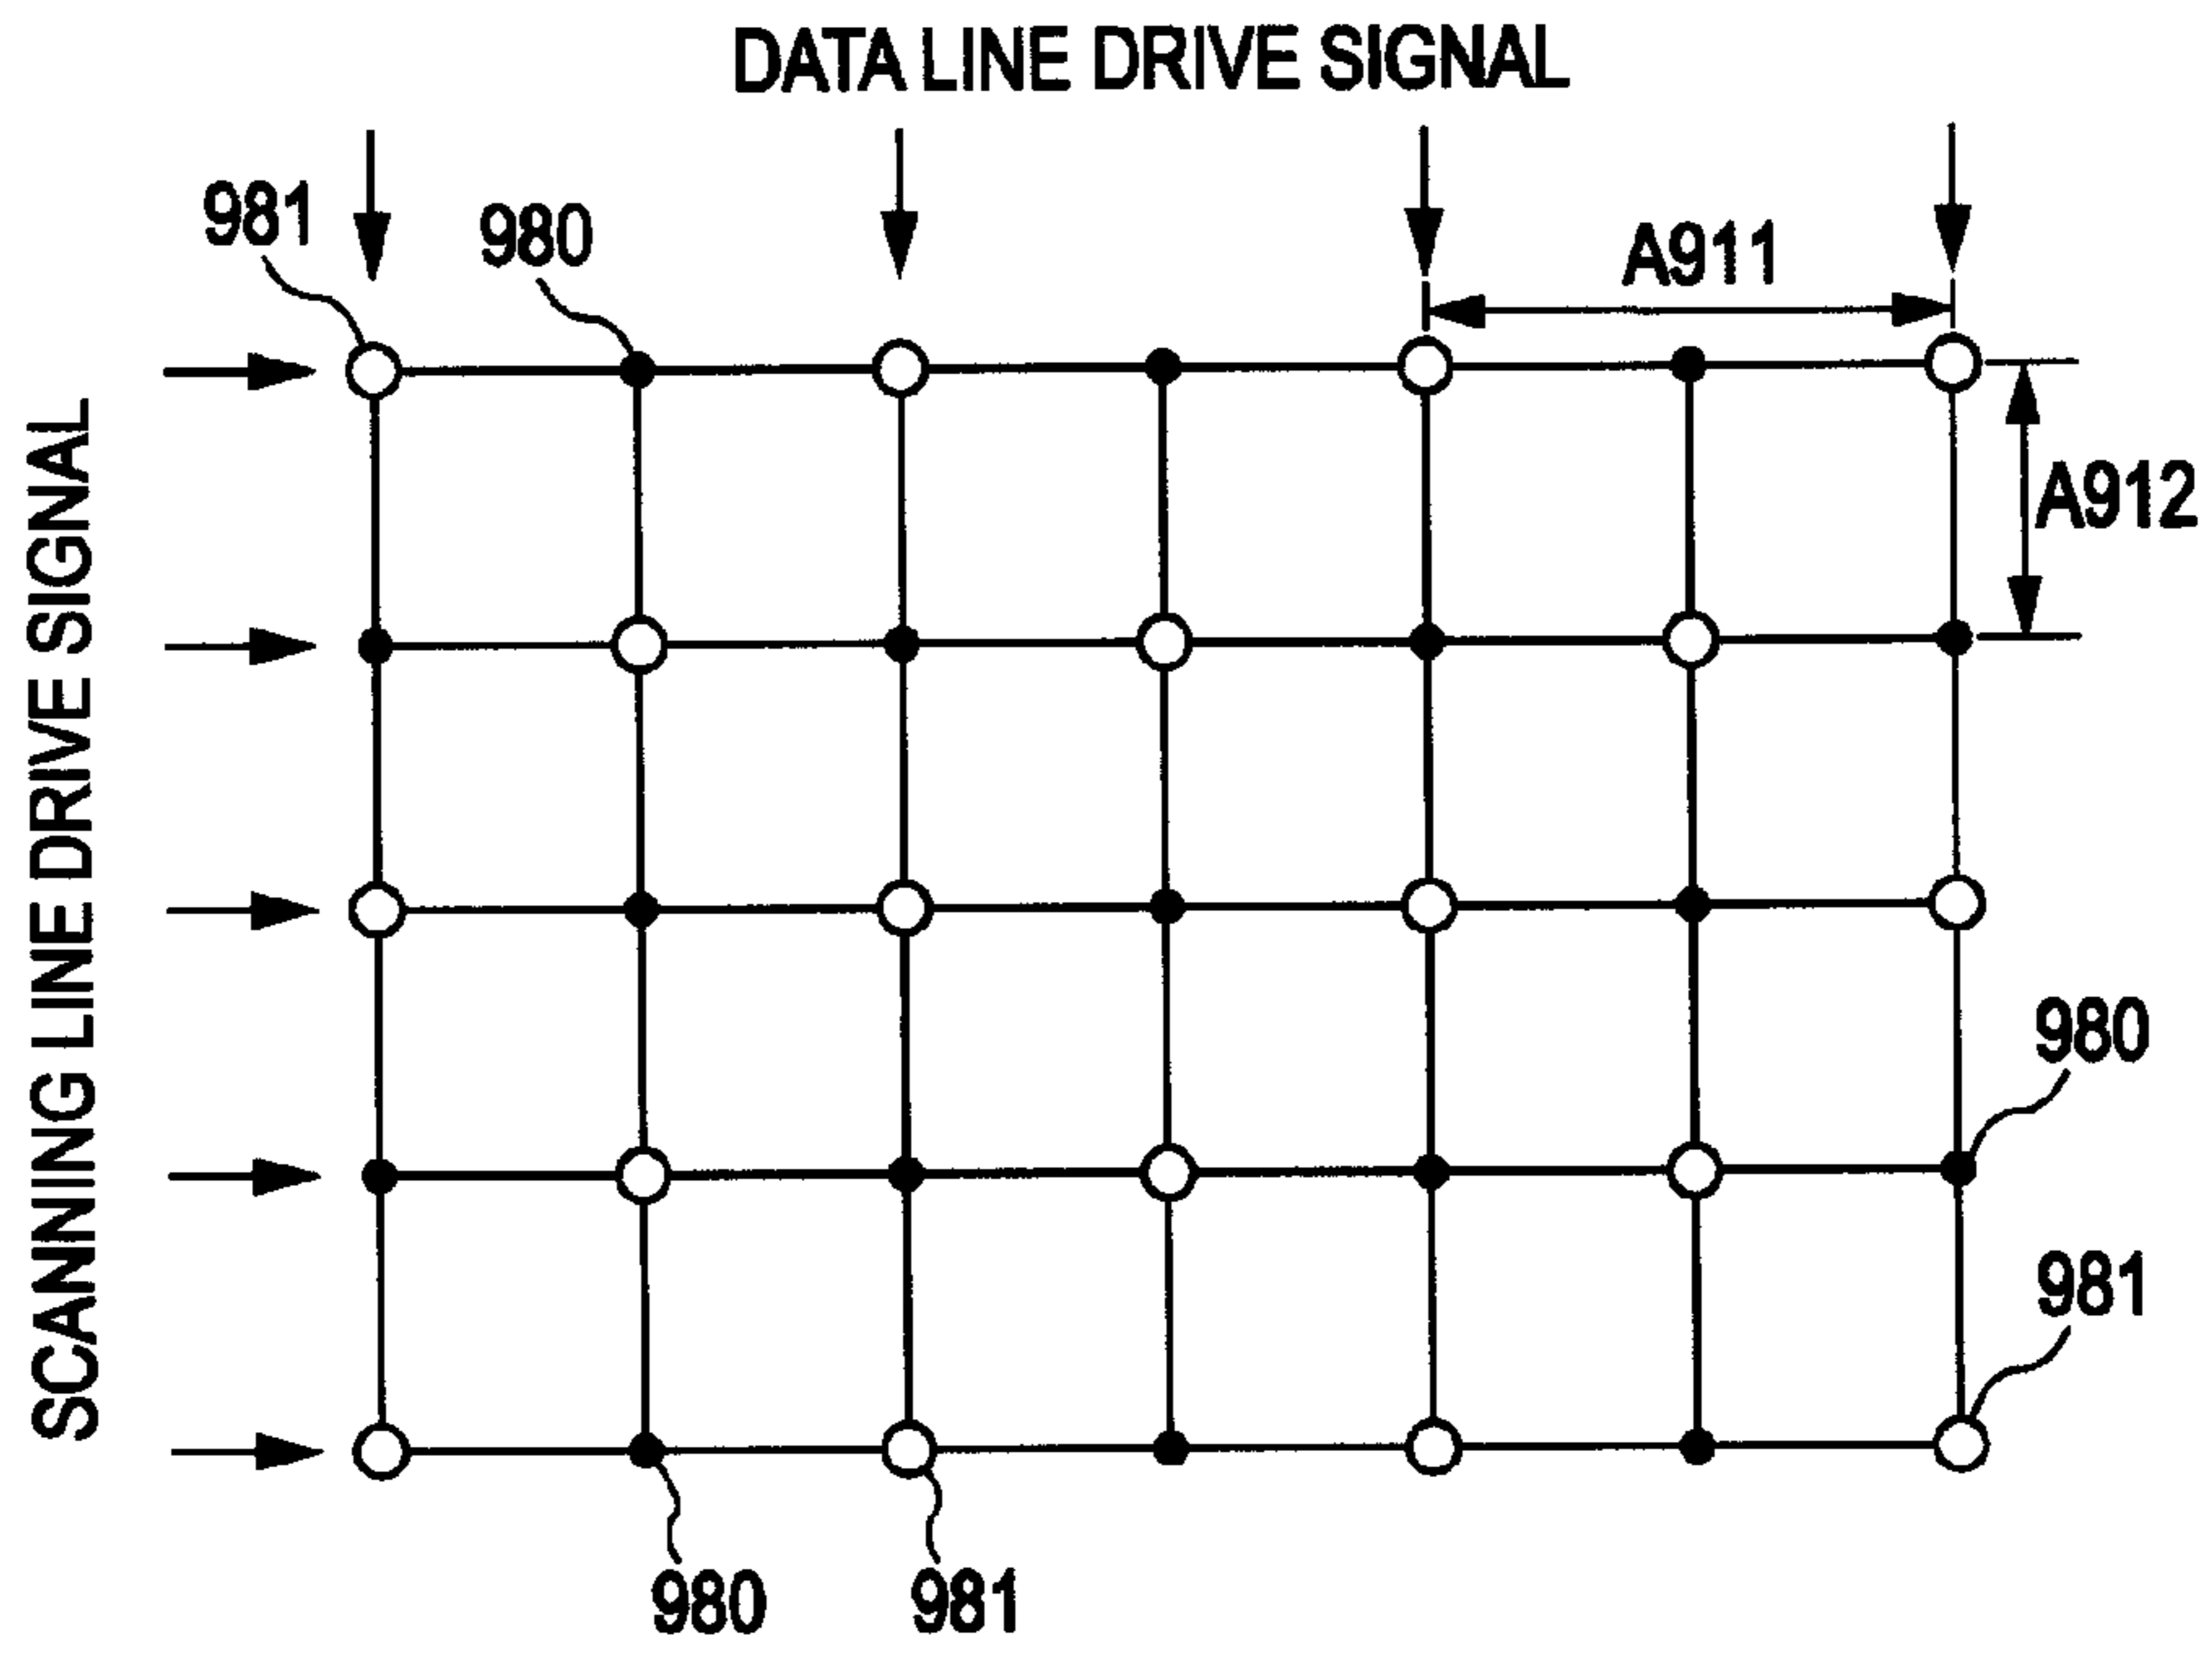 DATA LINE DRIVE SIGNAL
981
980
A911
A912
SCANNING LINE DRIVE SIGNAL
980
981
980
981